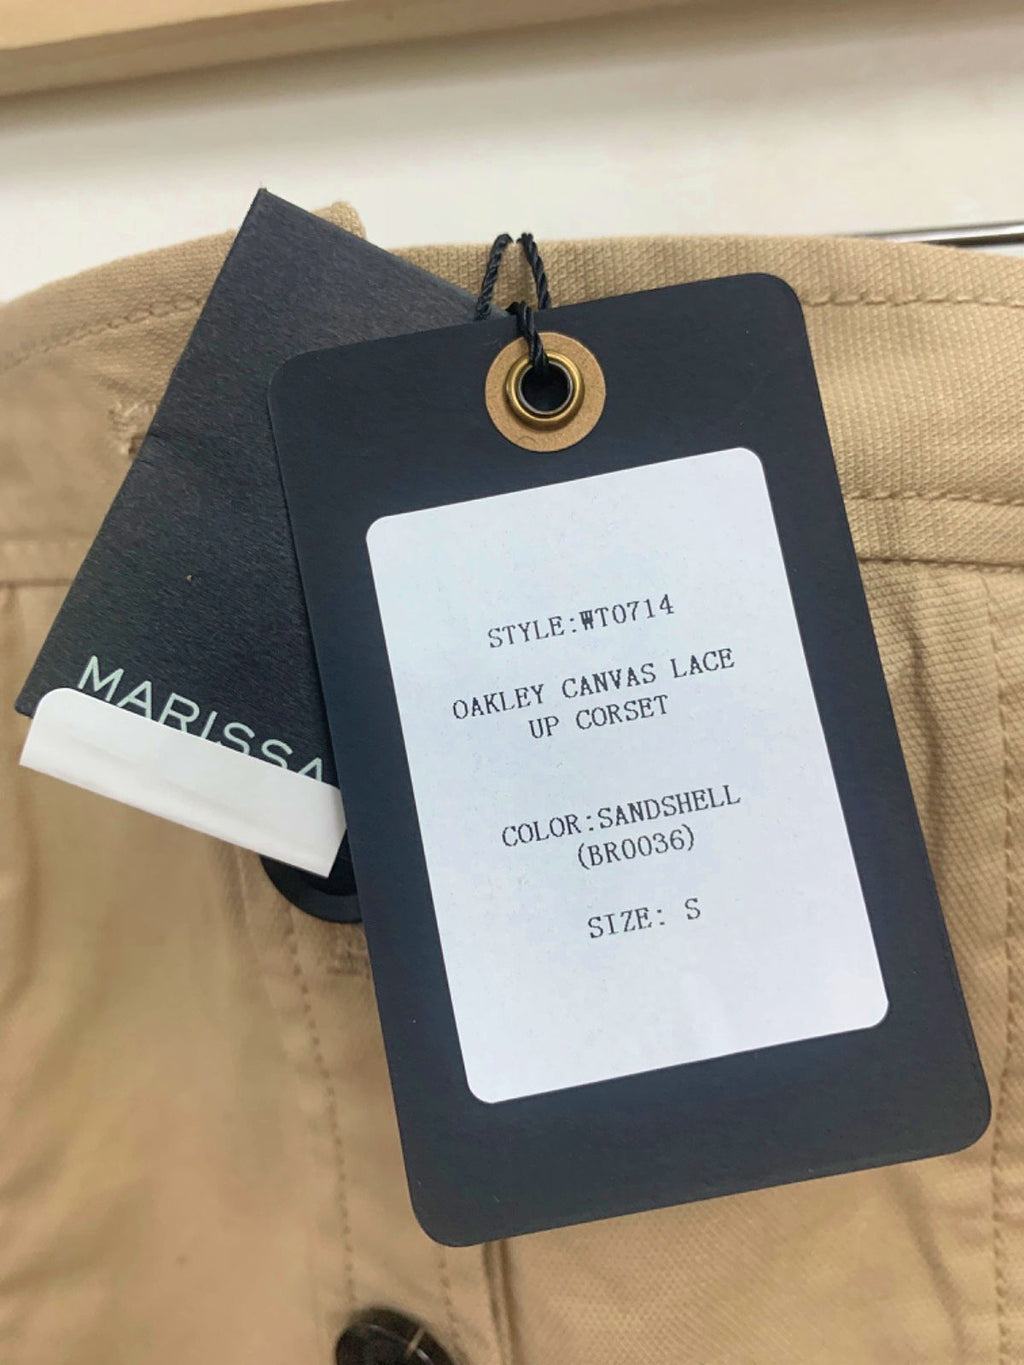 MARISSA
STYLE:WT0714
OAKLEY CANVAS LACE
UP CORSET
COLOR:SANDSHELL
(BR0036)
SIZE: S